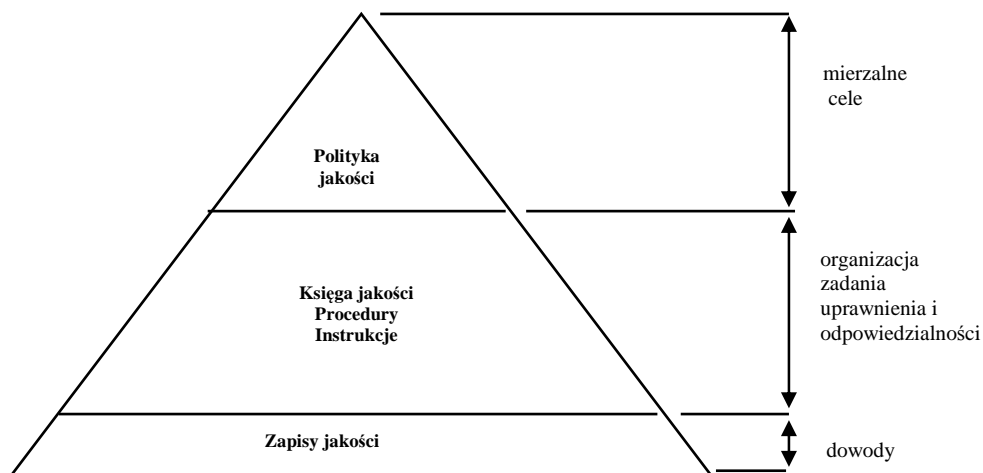 mierzalne
cele
Polityka
jakości
organizacja
zadania
uprawnienia i
odpowiedzialności
Księga jakości
Procedury
Instrukcje
Zapisy jakości
dowody